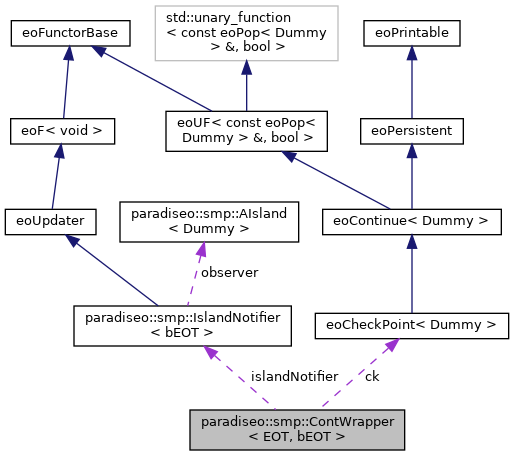 std::unary_function
< const eoPop< Dummy
> &, bool >
eoFunctorBase
eoPrintable
eoF< void >
eoUF< const eoPop<
Dummy > &, bool >
eoPersistent
eoUpdater
paradiseo::smp::AIsland
< Dummy >
eoContinue< Dummy >
observer
paradiseo::smp::IslandNotifier
< bEOT >
eoCheckPoint< Dummy >
islandNotifier
ck
paradiseo::smp::ContWrapper
< EOT, bEOT >